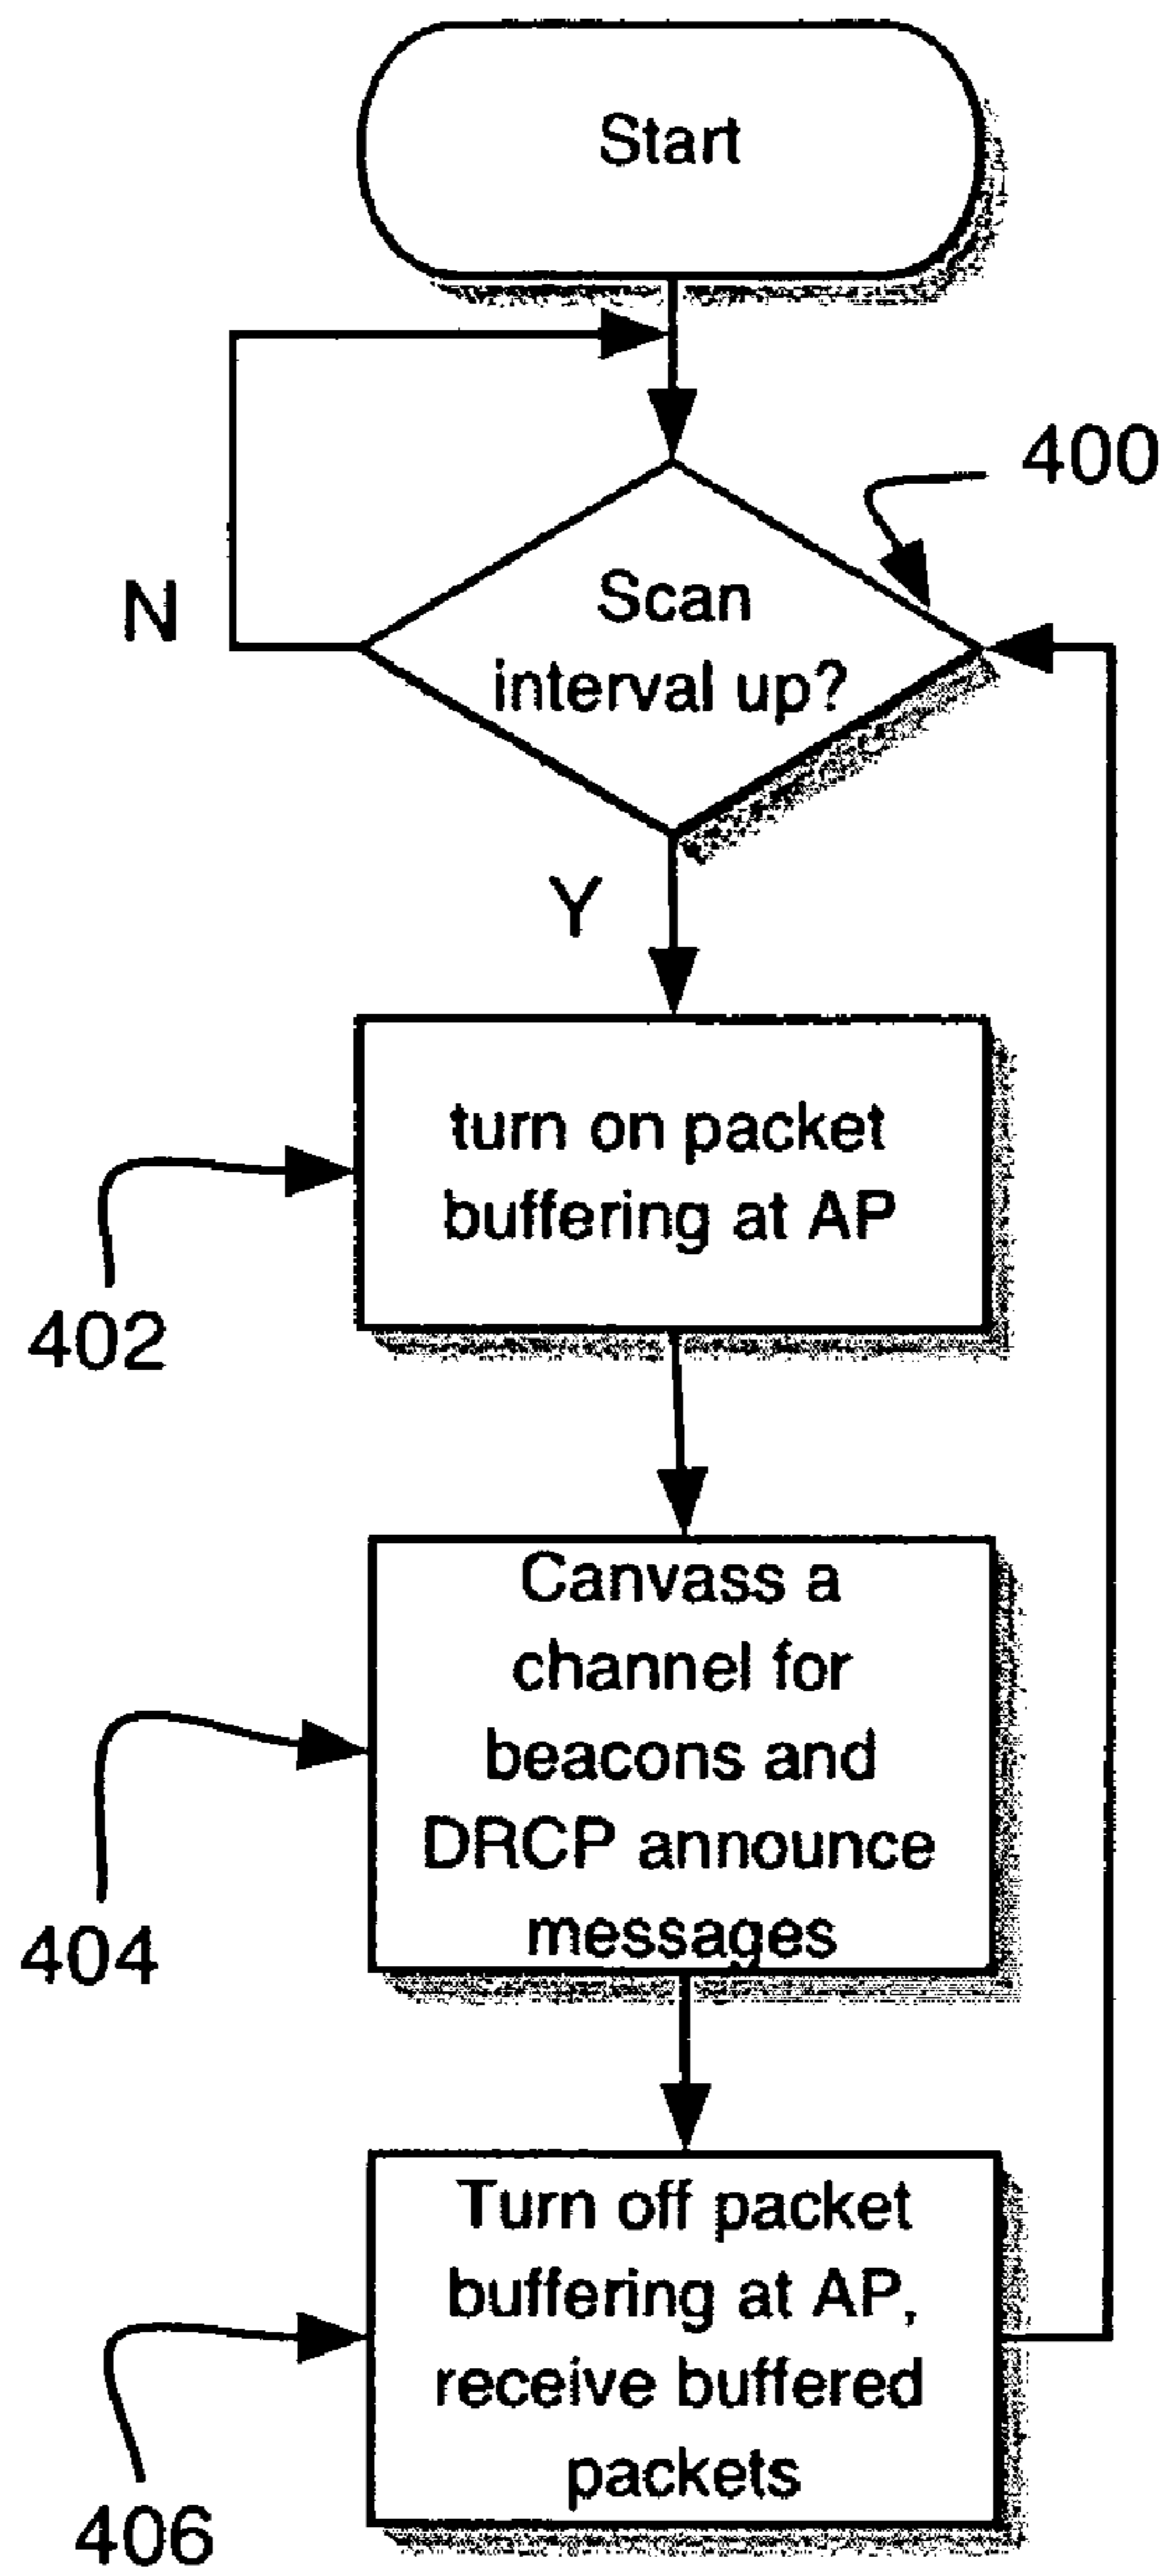 Start
400
Scan
interval up?
N
Y
turn on packet
buffering at AP
402
Canvass a
channel for
beacons and
DRCP announce
messages
404
Turn off packet
buffering at AP,
receive buffered
packets
406